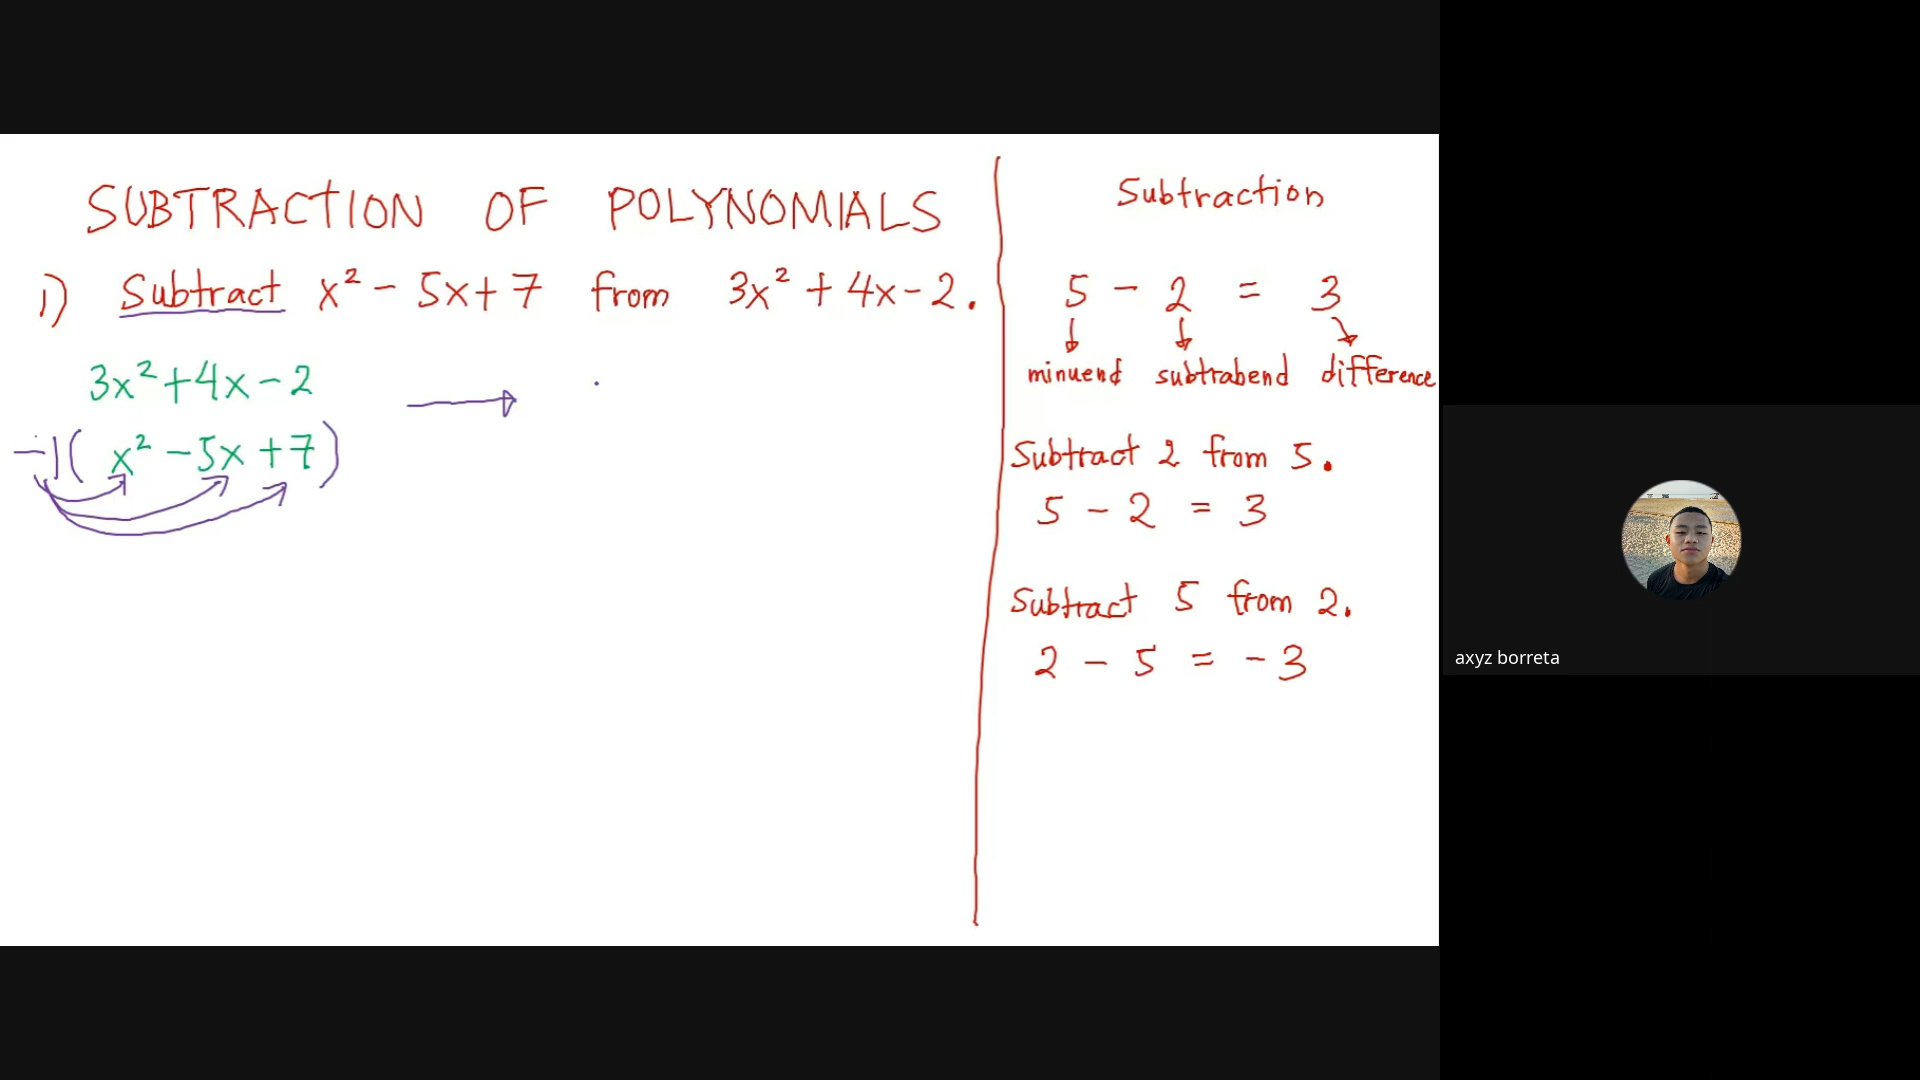 SUBTRACTION OF POLYNOMIALS
1) Subtract x² - 5x + 7 from 3x² + 4x - 2.
3x² + 4x - 2
-1( x² - 5x + 7 )
Subtraction
5 - 2 = 3
minuend subtrabend difference
Subtract 2 from 5.
5 - 2 = 3
Subtract 5 from 2.
2 - 5 = -3
axyz borreta